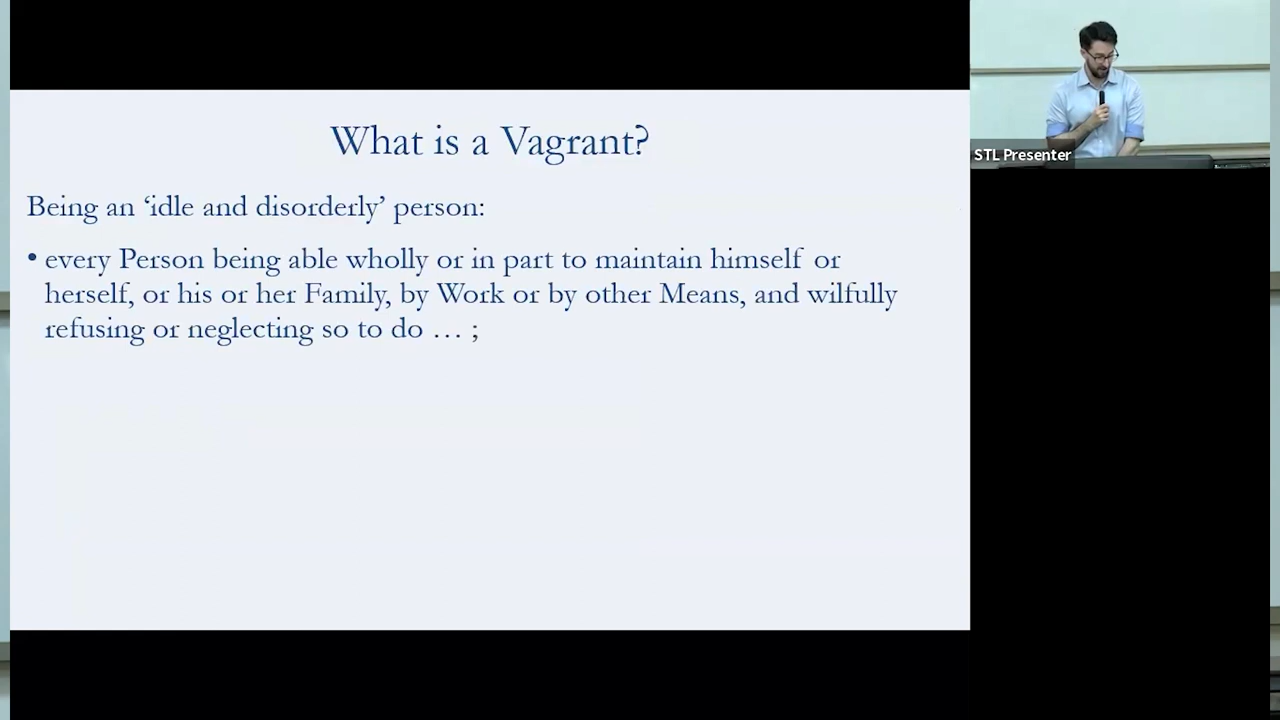 What is a Vagrant?
Being an ‘idle and disorderly’ person:
• every Person being able wholly or in part to maintain himself or
herself, or his or her Family, by Work or by other Means, and wilfully
refusing or neglecting so to do … ;
STL Presenter